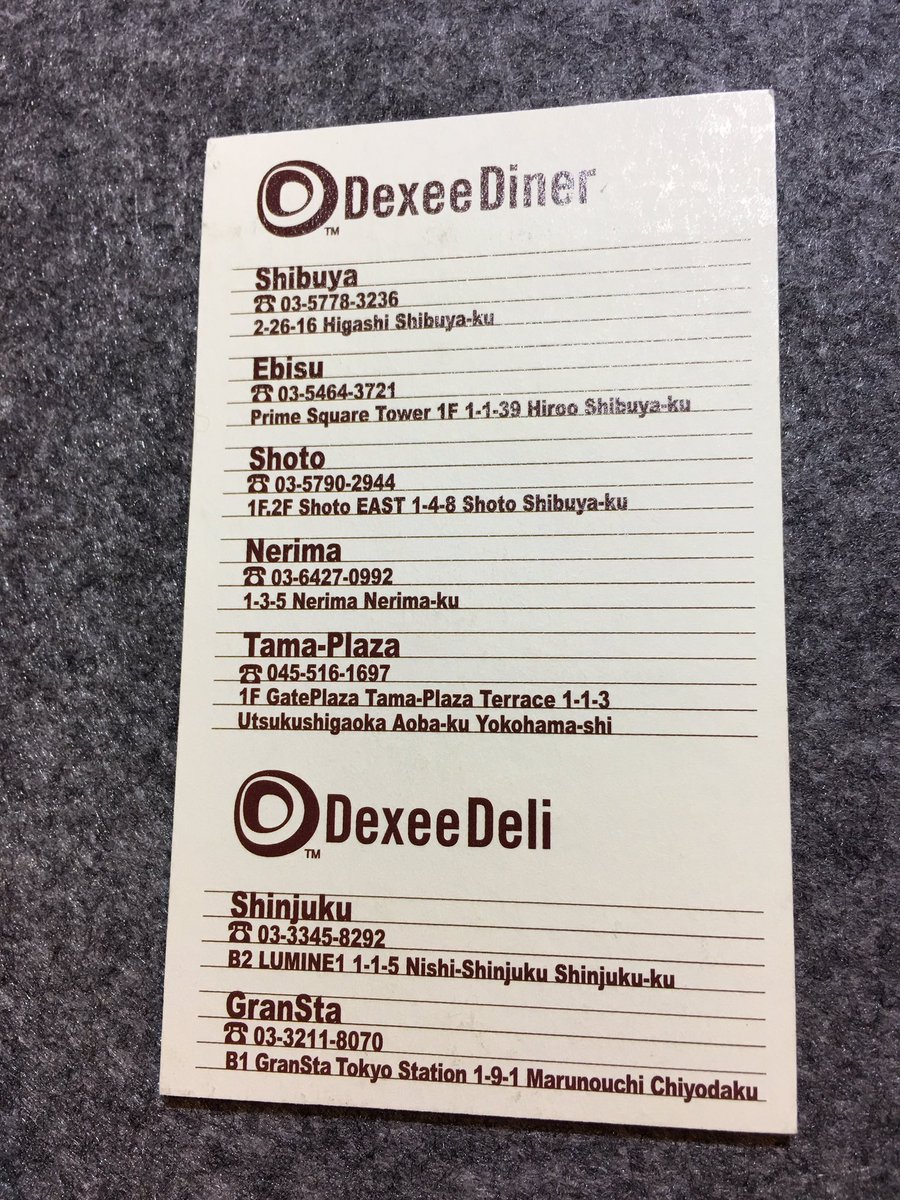 Dexee Diner
TM
Shibuya
☎ 03-5778-3236
2-26-16 Higashi Shibuya-ku
Ebisu
☎ 03-5464-3721
Prime Square Tower 1F 1-1-39 Hiroo Shibuya-ku
Shoto
☎ 03-5790-2944
1F.2F Shoto EAST 1-4-8 Shoto Shibuya-ku
Nerima
☎ 03-6427-0992
1-3-5 Nerima Nerima-ku
Tama-Plaza
☎ 045-516-1697
1F GatePlaza Tama-Plaza Terrace 1-1-3
Utsukushigaoka Aoba-ku Yokohama-shi
Dexee Deli
TM
Shinjuku
☎ 03-3345-8292
B2 LUMINE1 1-1-5 Nishi-Shinjuku Shinjuku-ku
GranSta
☎ 03-3211-8070
B1 GranSta Tokyo Station 1-9-1 Marunouchi Chiyodaku